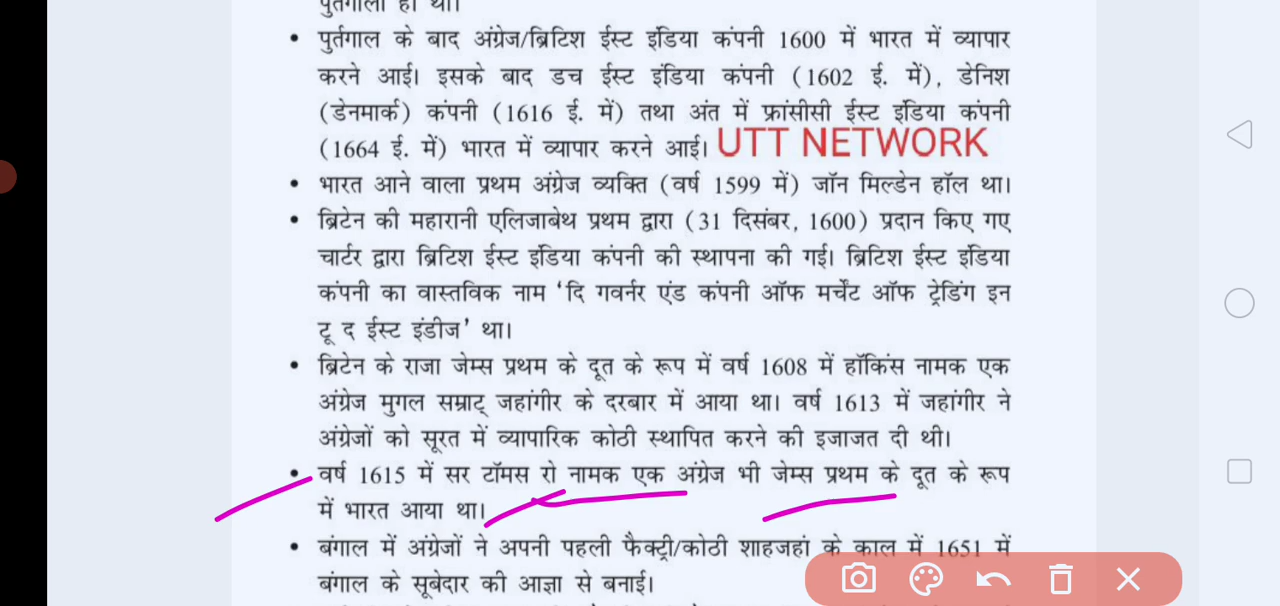 पुर्तगाली ही था।
• पुर्तगाल के बाद अंग्रेज/ब्रिटिश ईस्ट इंडिया कंपनी 1600 में भारत में व्यापार
करने आई। इसके बाद डच ईस्ट इंडिया कंपनी (1602 ई. में), डेनिश
(डेनमार्क) कंपनी (1616 ई. में) तथा अंत में फ्रांसीसी ईस्ट इंडिया कंपनी
(1664 ई. में) भारत में व्यापार करने आई। UTT NETWORK
• भारत आने वाला प्रथम अंग्रेज व्यक्ति (वर्ष 1599 में) जॉन मिल्डेन हॉल था।
• ब्रिटेन की महारानी एलिजाबेथ प्रथम द्वारा (31 दिसंबर, 1600) प्रदान किए गए
चार्टर द्वारा ब्रिटिश ईस्ट इंडिया कंपनी की स्थापना की गई। ब्रिटिश ईस्ट इंडिया
कंपनी का वास्तविक नाम ‘दि गवर्नर एंड कंपनी ऑफ मर्चेंट ऑफ ट्रेडिंग इन
टू द ईस्ट इंडीज’ था।
• ब्रिटेन के राजा जेम्स प्रथम के दूत के रूप में वर्ष 1608 में हॉकिंस नामक एक
अंग्रेज मुगल सम्राट् जहांगीर के दरबार में आया था। वर्ष 1613 में जहांगीर ने
अंग्रेजों को सूरत में व्यापारिक कोठी स्थापित करने की इजाजत दी थी।
• वर्ष 1615 में सर टॉमस रो नामक एक अंग्रेज भी जेम्स प्रथम के दूत के रूप
में भारत आया था।
• बंगाल में अंग्रेजों ने अपनी पहली फैक्ट्री/कोठी शाहजहां के काल में 1651 में
बंगाल के सूबेदार की आज्ञा से बनाई।